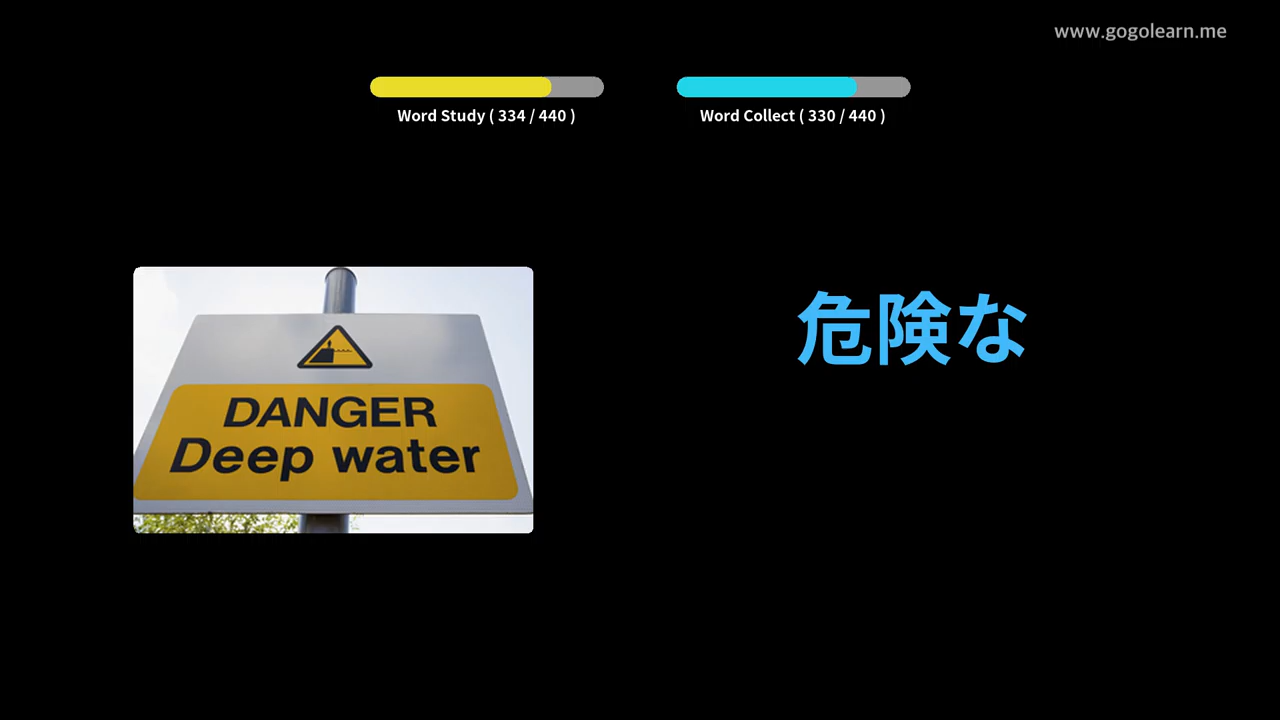 www.gogolearn.me
Word Study ( 334 / 440 )
Word Collect ( 330 / 440 )
DANGER
Deep water
危険な